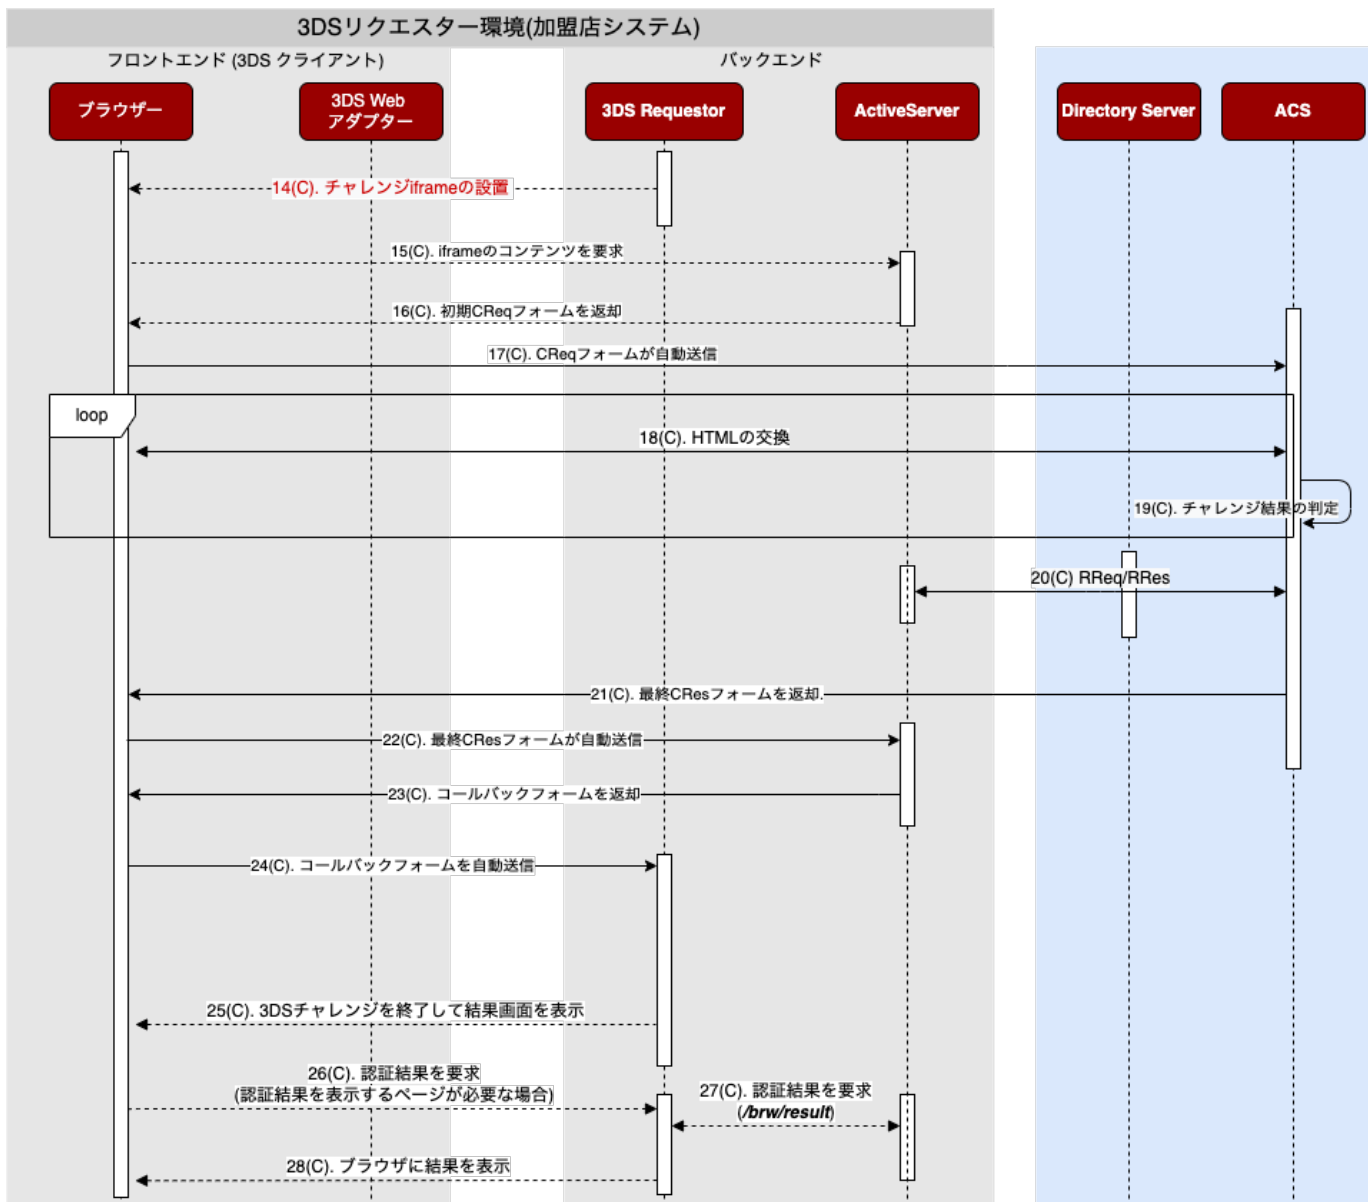 3DSリクエスター環境(加盟店システム)
フロントエンド (3DS クライアント)
バックエンド
ブラウザー
3DS Web
アダプター
3DS Requestor
ActiveServer
Directory Server
ACS
14(C). チャレンジiframeの設置
15(C). iframeのコンテンツを要求
16(C). 初期CReqフォームを返却
17(C). CReqフォームが自動送信
loop
18(C). HTMLの交換
19(C). チャレンジ結果の判定
20(C) RReq/RRes
21(C). 最終CResフォームを返却.
22(C). 最終CResフォームが自動送信
23(C). コールバックフォームを返却
24(C). コールバックフォームを自動送信
25(C). 3DSチャレンジを終了して結果画面を表示
26(C). 認証結果を要求
(認証結果を表示するページが必要な場合)
27(C). 認証結果を要求
(/brw/result)
28(C). ブラウザに結果を表示